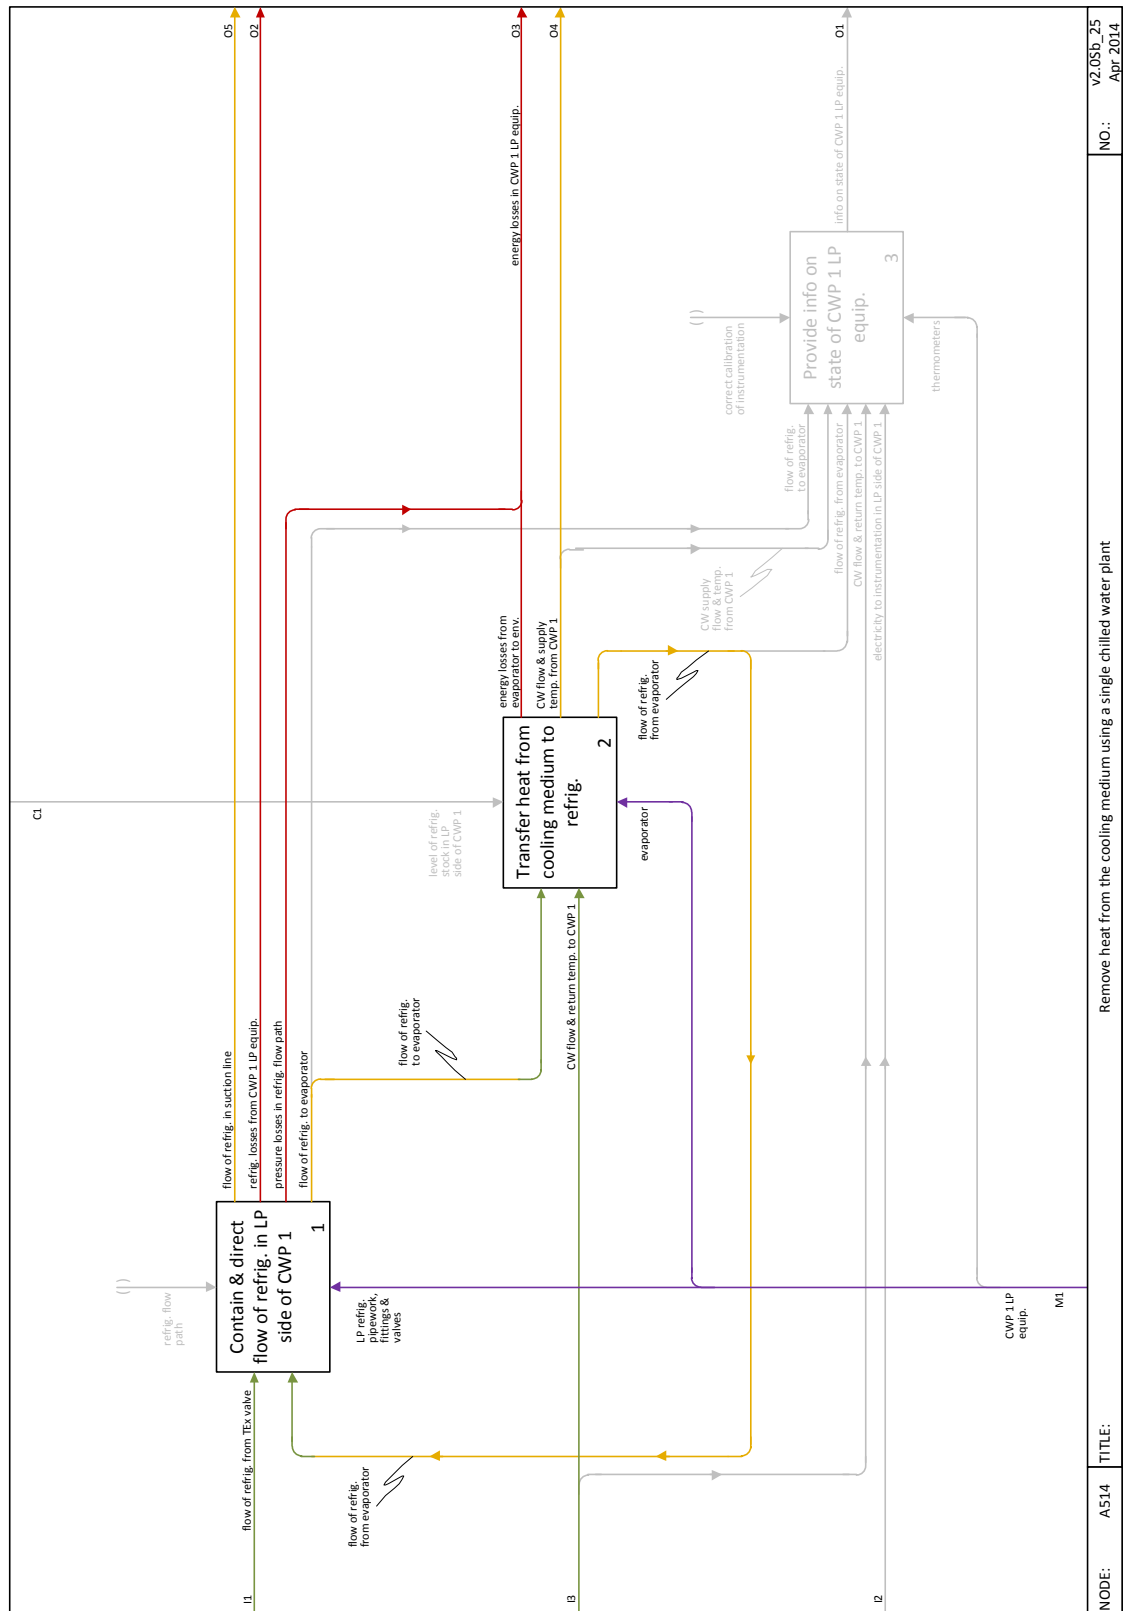 C1
I1
flow of refrig. from TEx valve
refrig. flow
path
( )
Contain & direct
flow of refrig. in LP
side of CWP 1
1
LP refrig.
pipework,
fittings &
valves
flow of refrig. in suction line
O5
refrig. losses from CWP 1 LP equip.
O2
pressure losses in refrig. flow path
flow of refrig. to evaporator
flow of refrig.
from evaporator
flow of refrig.
to evaporator
level of refrig.
stock in LP
side of CWP 1
I3
CW flow & return temp. to CWP 1
Transfer heat from
cooling medium to
refrig.
2
evaporator
energy losses from
evaporator to env.
energy losses in CWP 1 LP equip.
O3
CW flow & supply
temp. from CWP 1
O4
flow of refrig.
from evaporator
CW supply
flow & temp.
from CWP 1
correct calibration
of instrumentation
( )
flow of refrig.
to evaporator
flow of refrig. from evaporator
CW flow & return temp. to CWP 1
electricity to instrumentation in LP side of CWP 1
Provide info on
state of CWP 1 LP
equip.
3
thermometers
info on state of CWP 1 LP equip.
O1
I2
CWP 1 LP
equip.
M1
NODE:
A514
TITLE:
Remove heat from the cooling medium using a single chilled water plant
NO.:
v2.0Sb_25
Apr 2014